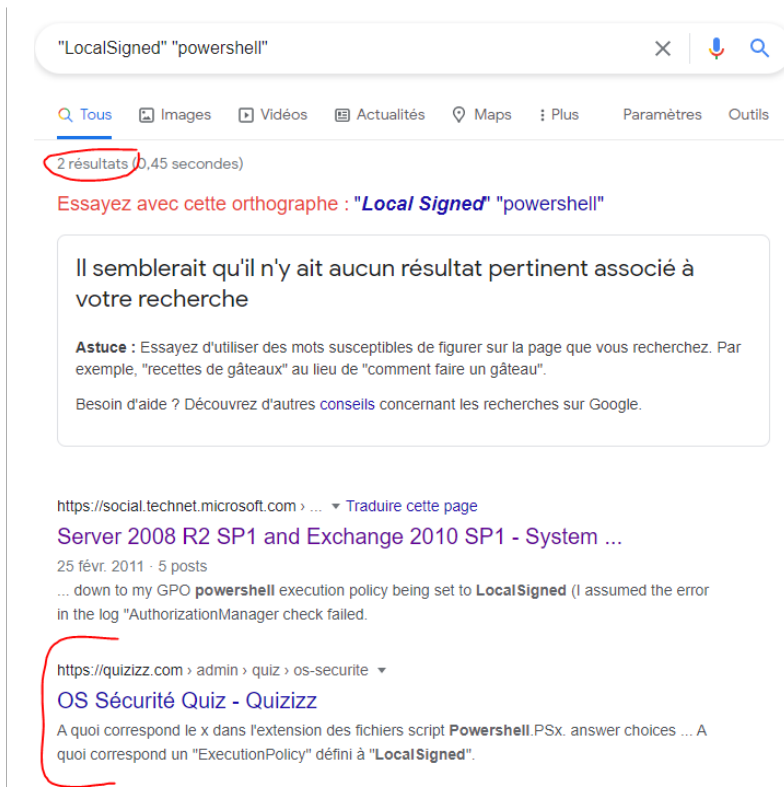 "LocalSigned" "powershell"
Tous Images Vidéos Actualités Maps Plus Paramètres Outils
2 résultats (0,45 secondes)
Essayez avec cette orthographe : "Local Signed" "powershell"
Il semblerait qu'il n'y ait aucun résultat pertinent associé à
votre recherche
Astuce : Essayez d'utiliser des mots susceptibles de figurer sur la page que vous recherchez. Par
exemple, "recettes de gâteaux" au lieu de "comment faire un gâteau".
Besoin d'aide ? Découvrez d'autres conseils concernant les recherches sur Google.
https://social.technet.microsoft.com › ... ▾ Traduire cette page
Server 2008 R2 SP1 and Exchange 2010 SP1 - System ...
25 févr. 2011 · 5 posts
... down to my GPO powershell execution policy being set to LocalSigned (I assumed the error
in the log "AuthorizationManager check failed.
https://quizizz.com › admin › quiz › os-securite ▾
OS Sécurité Quiz - Quizizz
A quoi correspond le x dans l'extension des fichiers script Powershell.PSx. answer choices ... A
quoi correspond un "ExecutionPolicy" défini à "LocalSigned".